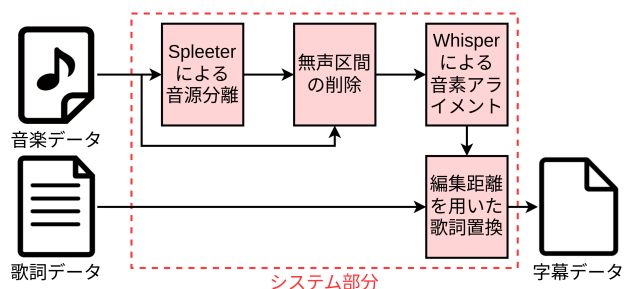 Spleeter
による
音源分離
無声区間
の削除
Whisper
による
音素アラ
イメント
音楽データ
編集距離
を用いた
歌詞置換
歌詞データ
字幕データ
システム部分